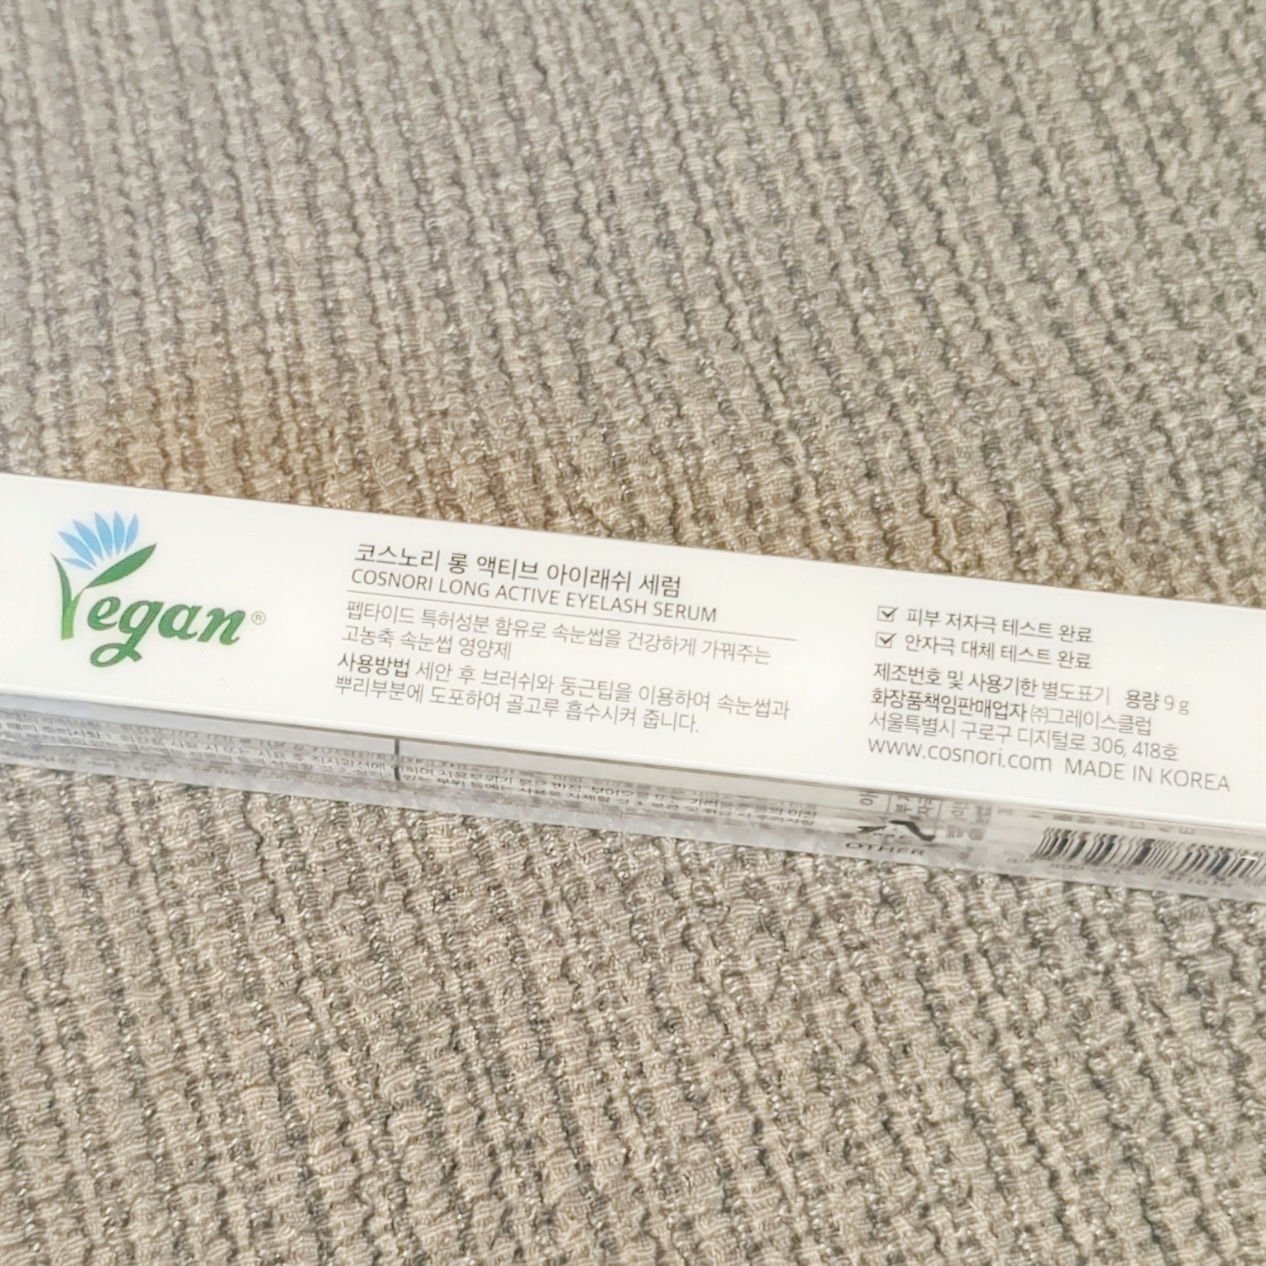 Vegan®
코스노리 롱 액티브 아이래쉬 세럼
COSNORI LONG ACTIVE EYELASH SERUM
펩타이드 특허성분 함유로 속눈썹을 건강하게 가꿔주는
고농축 속눈썹 영양제
사용방법 세안 후 브러쉬와 둥근팁을 이용하여 속눈썹과
뿌리부분에 도포하여 골고루 흡수시켜 줍니다.
피부 저자극 테스트 완료
안자극 대체 테스트 완료
제조번호 및 사용기한 별도표기 용량 9 g
화장품책임판매업자 ㈜그레이스클럽
서울특별시 구로구 디지털로 306, 418호
www.cosnori.com MADE IN KOREA
OTHER